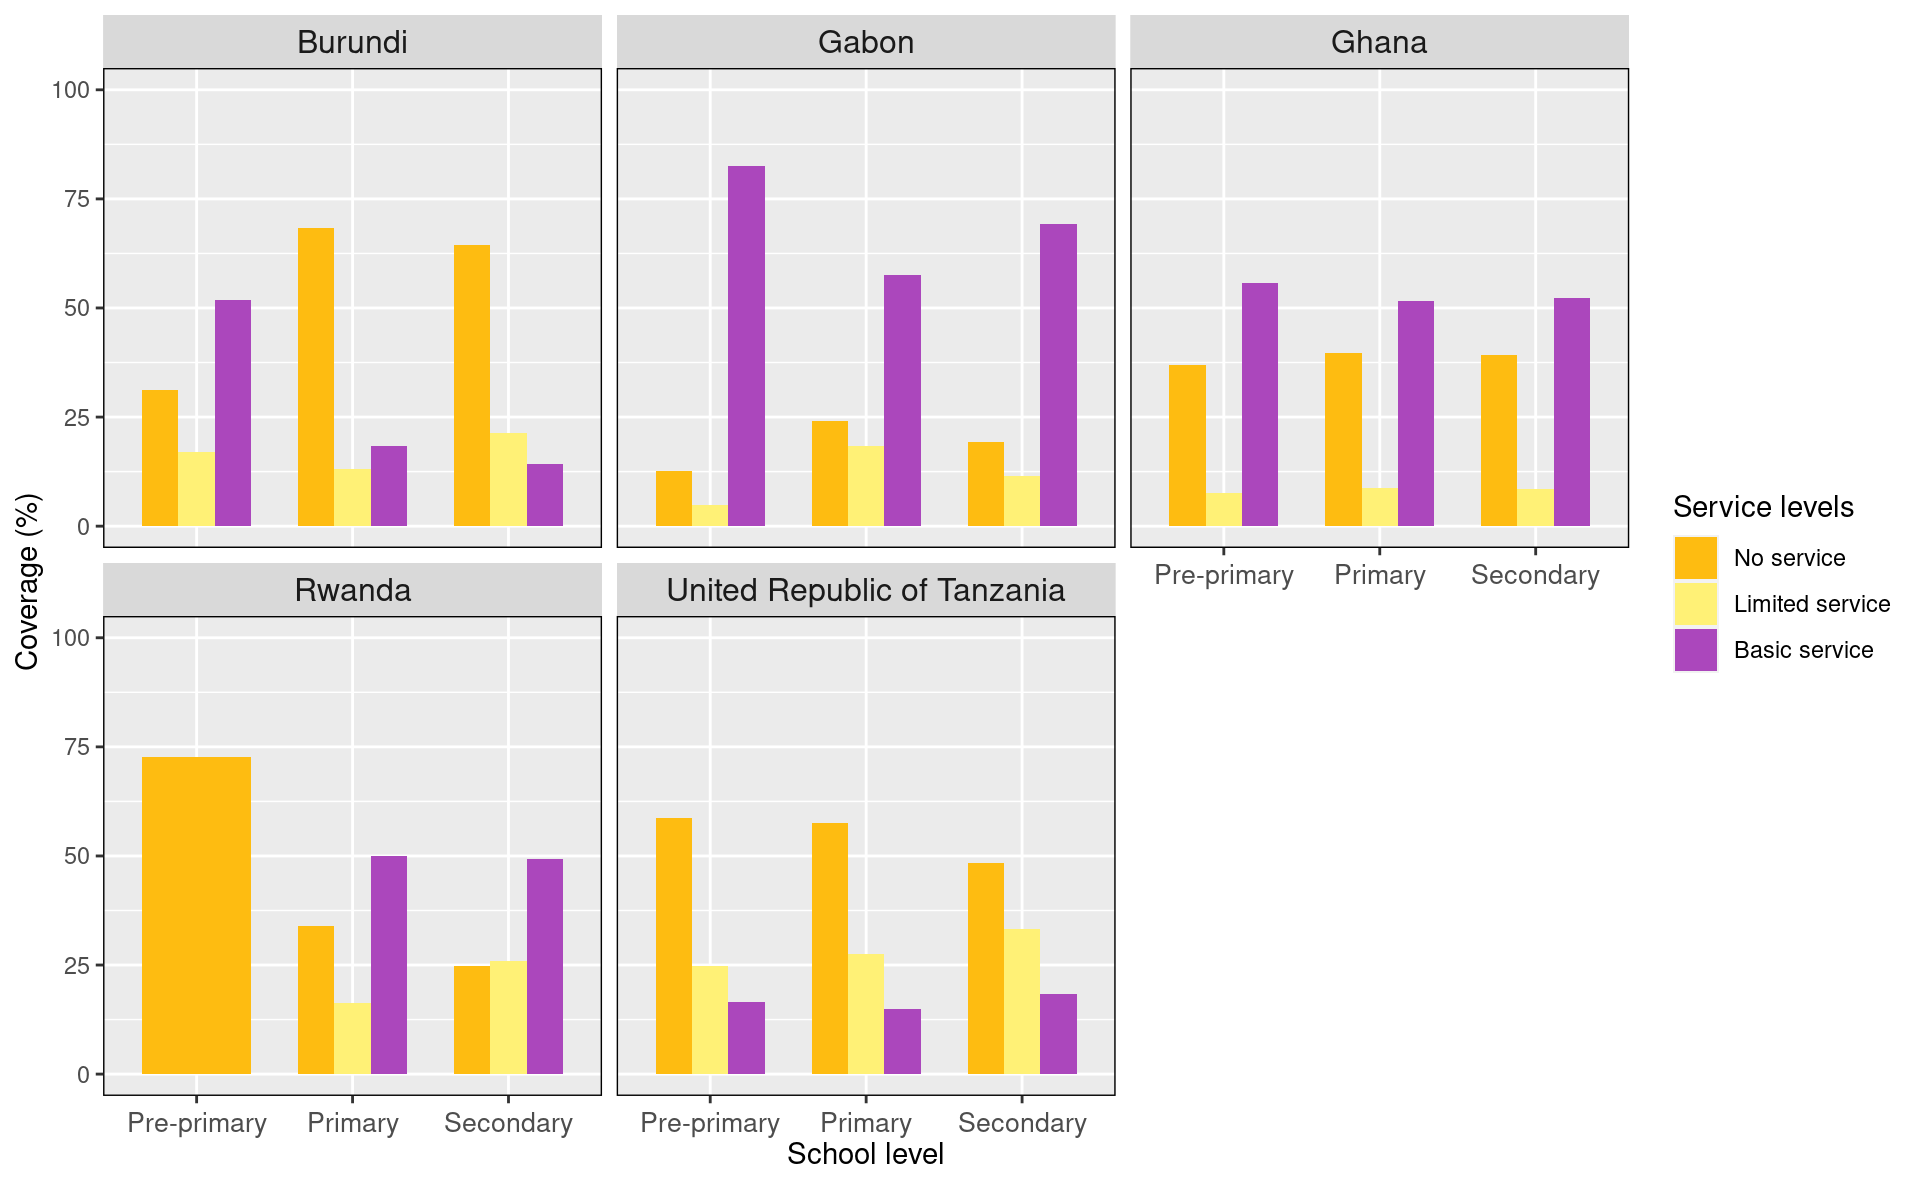 Burundi
Gabon
Ghana
100
75
50
25
0
Pre-primary Primary Secondary
Coverage (%)
Rwanda
United Republic of Tanzania
100
75
50
25
0
Pre-primary Primary Secondary
Pre-primary Primary Secondary
School level
Service levels
No service
Limited service
Basic service